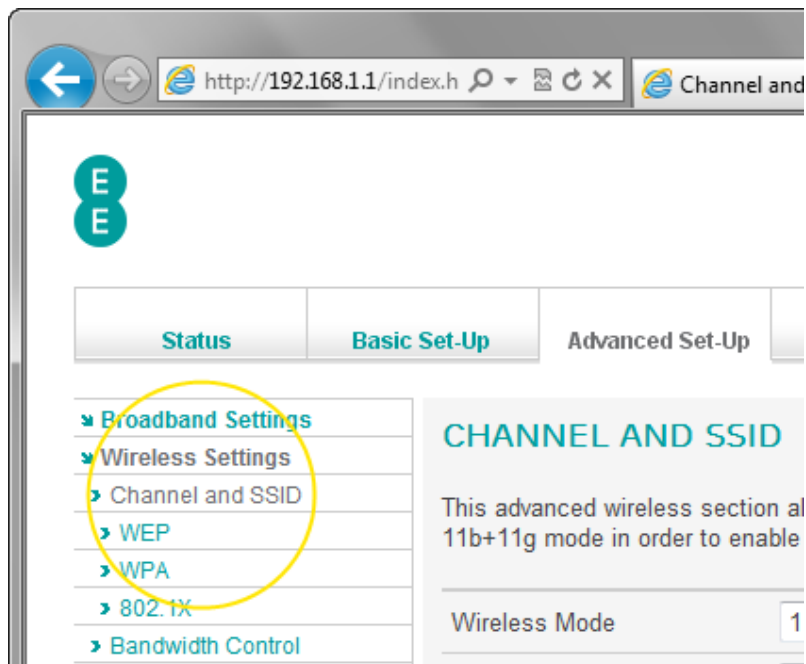 http://192.168.1.1/index.h
Channel and
E
E
Status
Basic Set-Up
Advanced Set-Up
Broadband Settings
Wireless Settings
Channel and SSID
WEP
WPA
802.1X
Bandwidth Control
CHANNEL AND SSID
This advanced wireless section al
11b+11g mode in order to enable
Wireless Mode
1